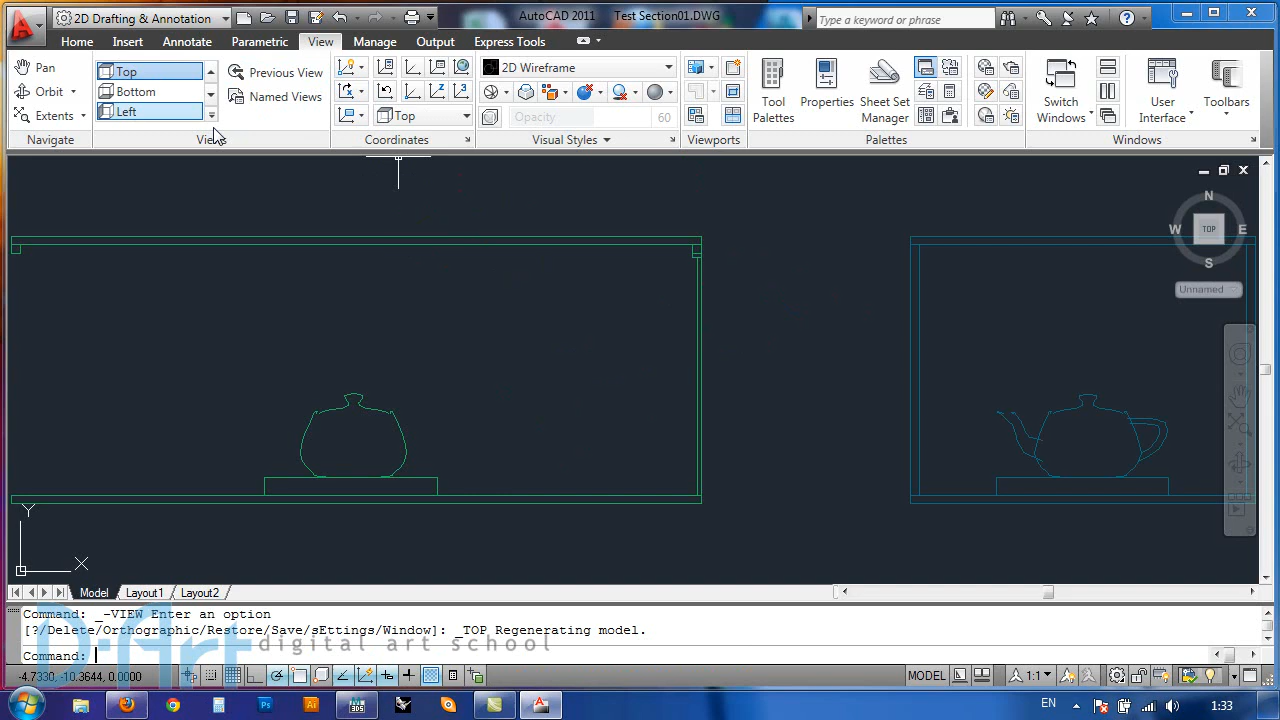 2D Drafting & Annotation
AutoCAD 2011
Test Section01.DWG
Type a keyword or phrase
Home
Insert
Annotate
Parametric
View
Manage
Output
Express Tools
Pan
Orbit
Extents
Navigate
Top
Bottom
Left
Previous View
Named Views
Views
Top
Coordinates
2D Wireframe
Opacity 60
Visual Styles
Viewports
Tool Palettes
Properties
Sheet Set Manager
Palettes
Switch Windows
User Interface
Toolbars
Windows
N
W
TOP
E
S
Unnamed
Y
X
Model
Layout1
Layout2
Command: _-VIEW Enter an option
[?/Delete/Orthographic/Restore/Save/sEttings/Window]: _TOP Regenerating model.
Command:
D-Art digital art school
-4.7330, -10.3644, 0.0000
MODEL
1:1
Ps
Ai
3DS
EN
1:33